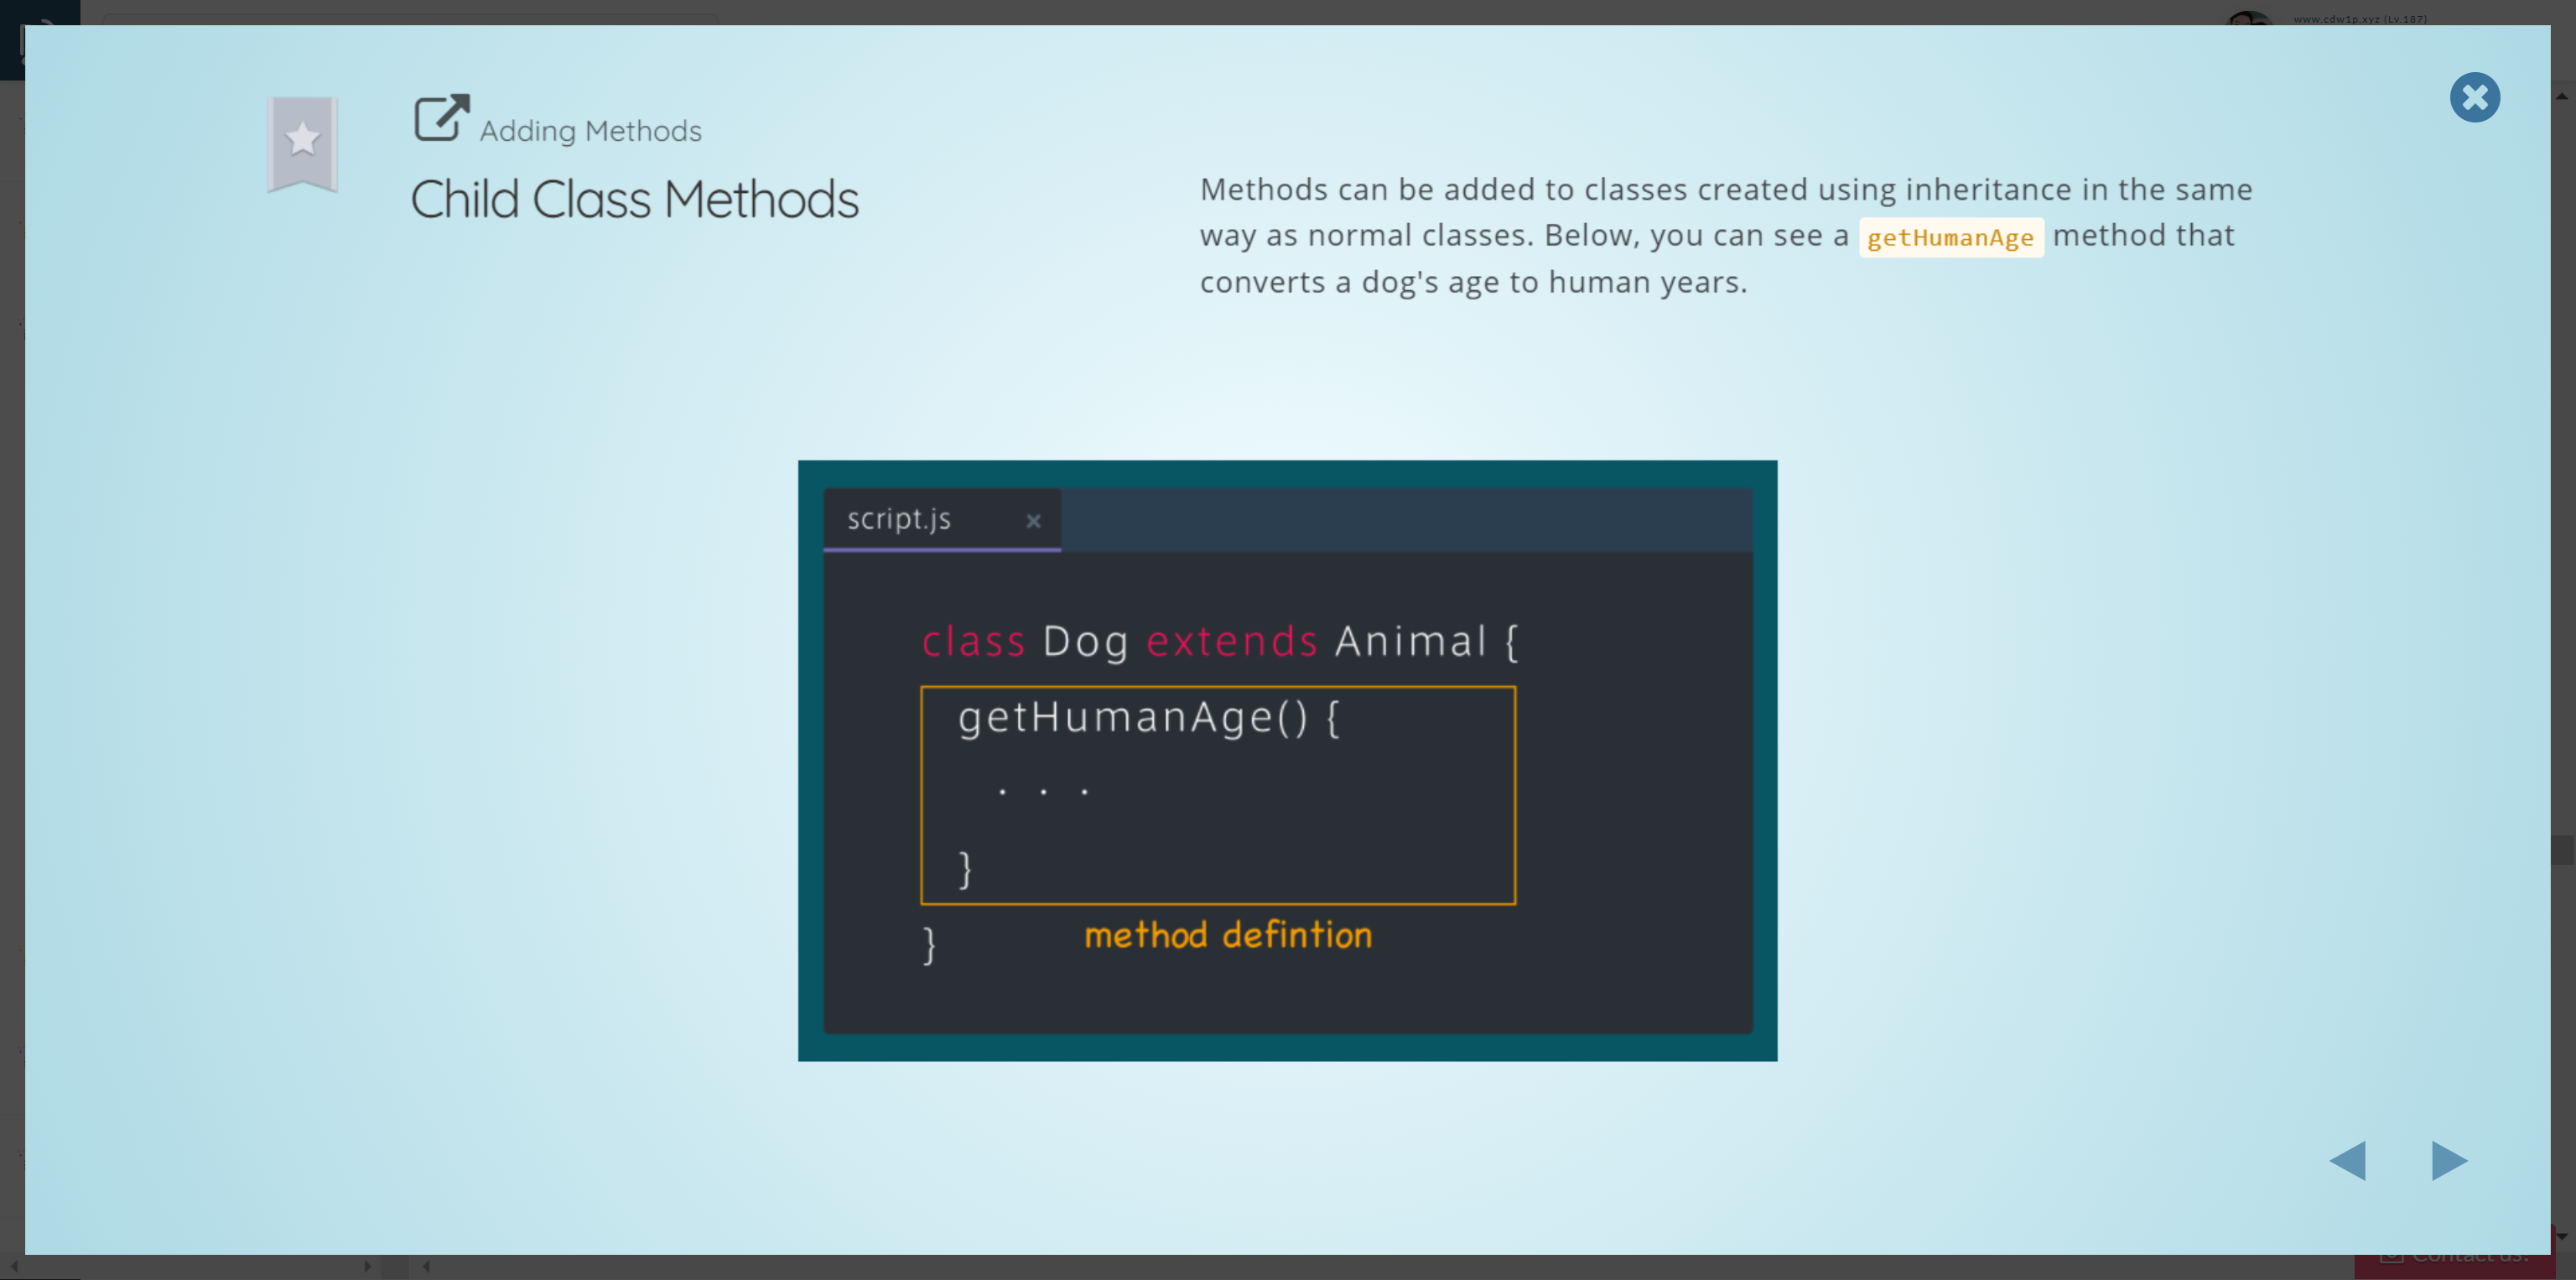 www.cdw1p.xyz (Lv.187)
Adding Methods
Child Class Methods
Methods can be added to classes created using inheritance in the same
way as normal classes. Below, you can see a getHumanAge method that
converts a dog's age to human years.
script.js ×
class Dog extends Animal {
getHumanAge() {
. . .
}
method defintion
}
Contact us!